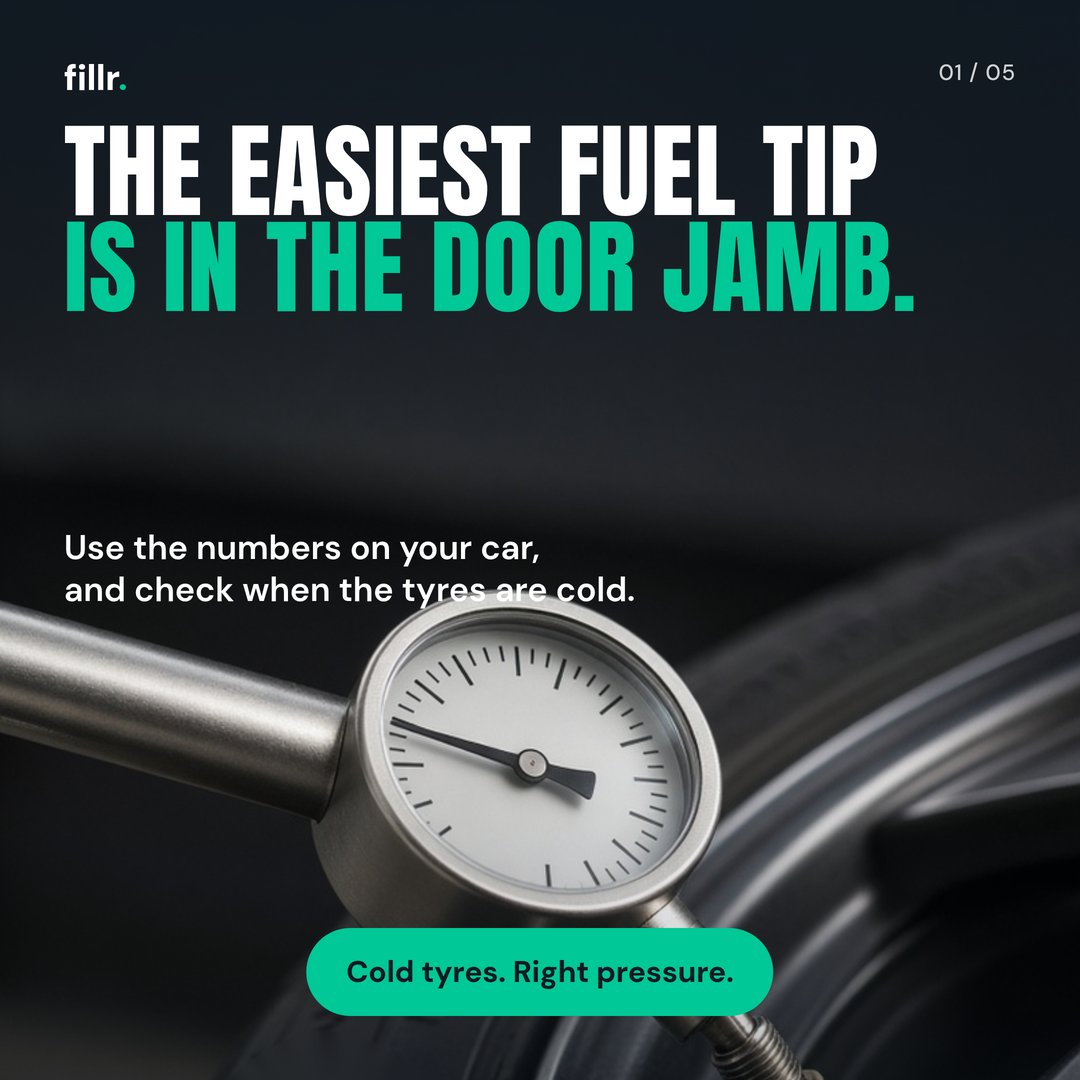 fillr.
01 / 05
THE EASIEST FUEL TIP
IS IN THE DOOR JAMB.
Use the numbers on your car,
and check when the tyres are cold.
Cold tyres. Right pressure.